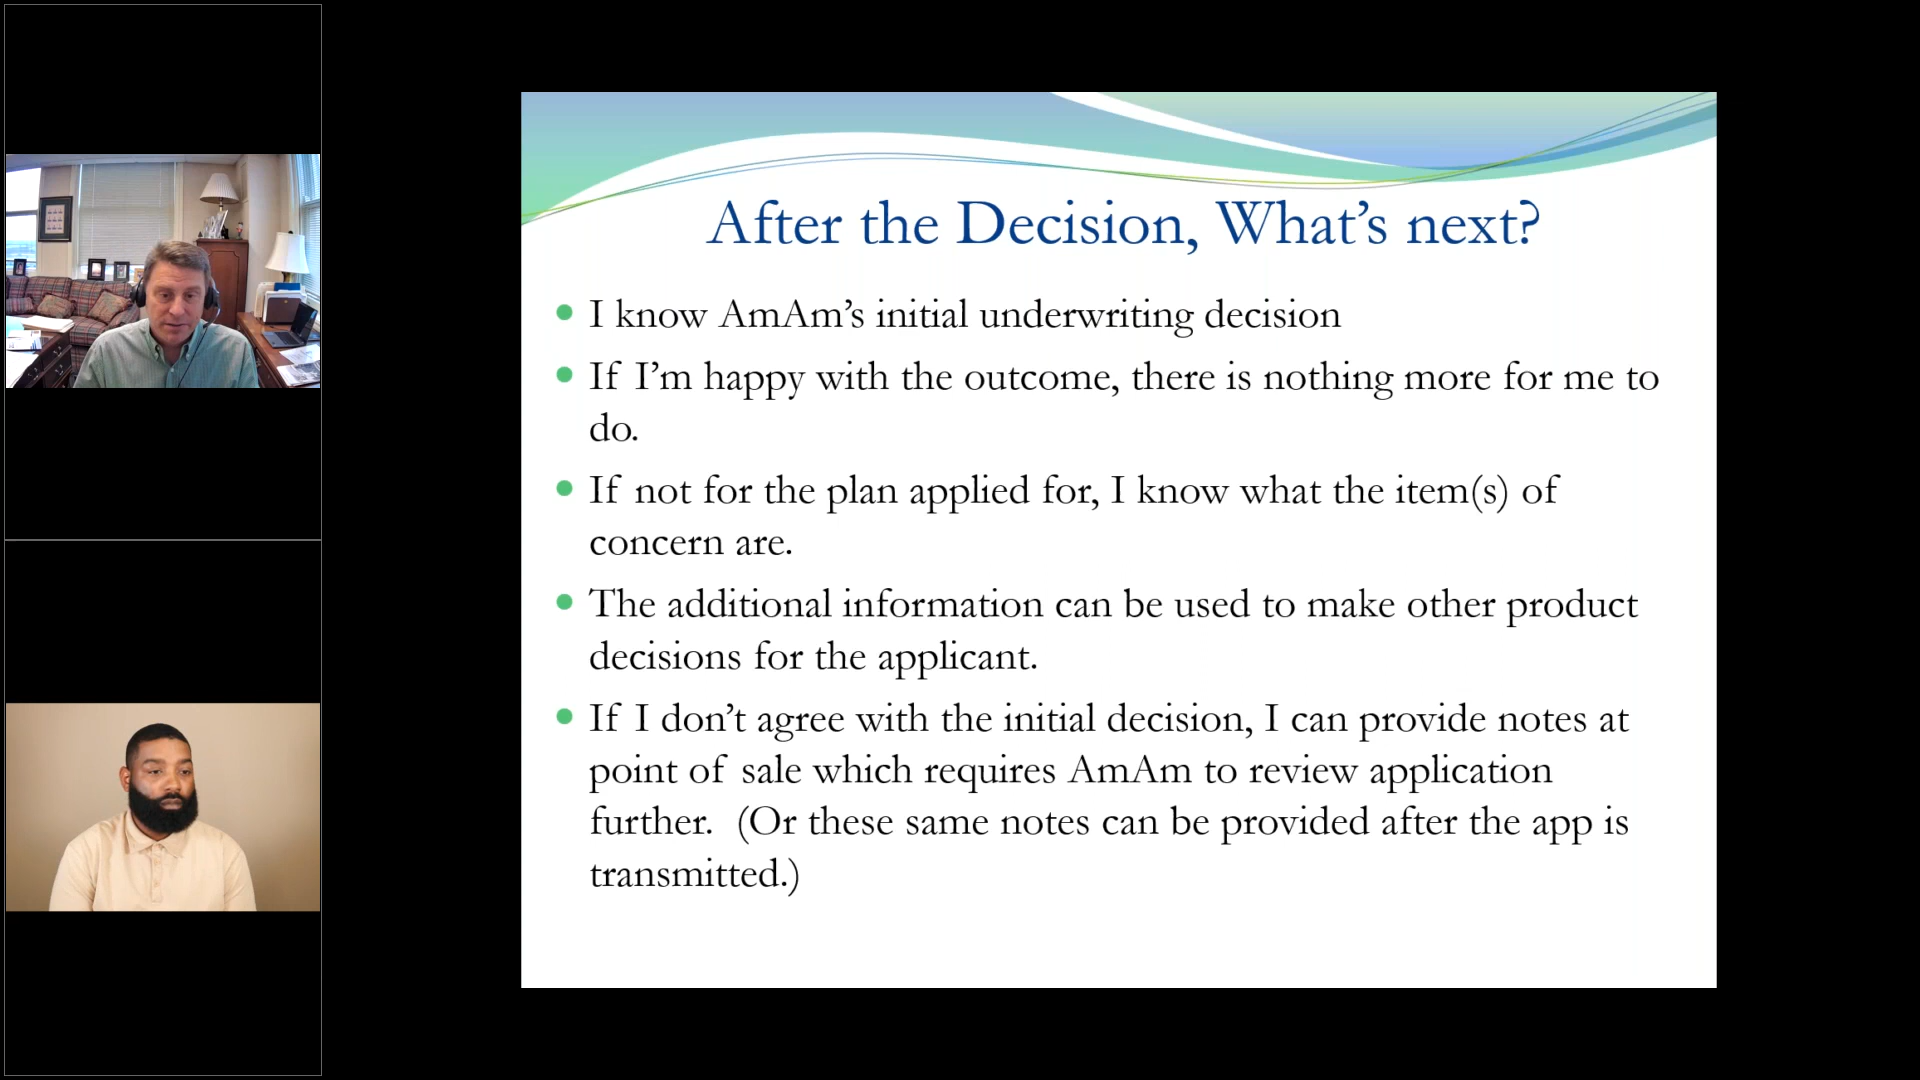 After the Decision, What’s next?
I know AmAm’s initial underwriting decision
If I’m happy with the outcome, there is nothing more for me to
do.
If not for the plan applied for, I know what the item(s) of
concern are.
The additional information can be used to make other product
decisions for the applicant.
If I don’t agree with the initial decision, I can provide notes at
point of sale which requires AmAm to review application
further.  (Or these same notes can be provided after the app is
transmitted.)